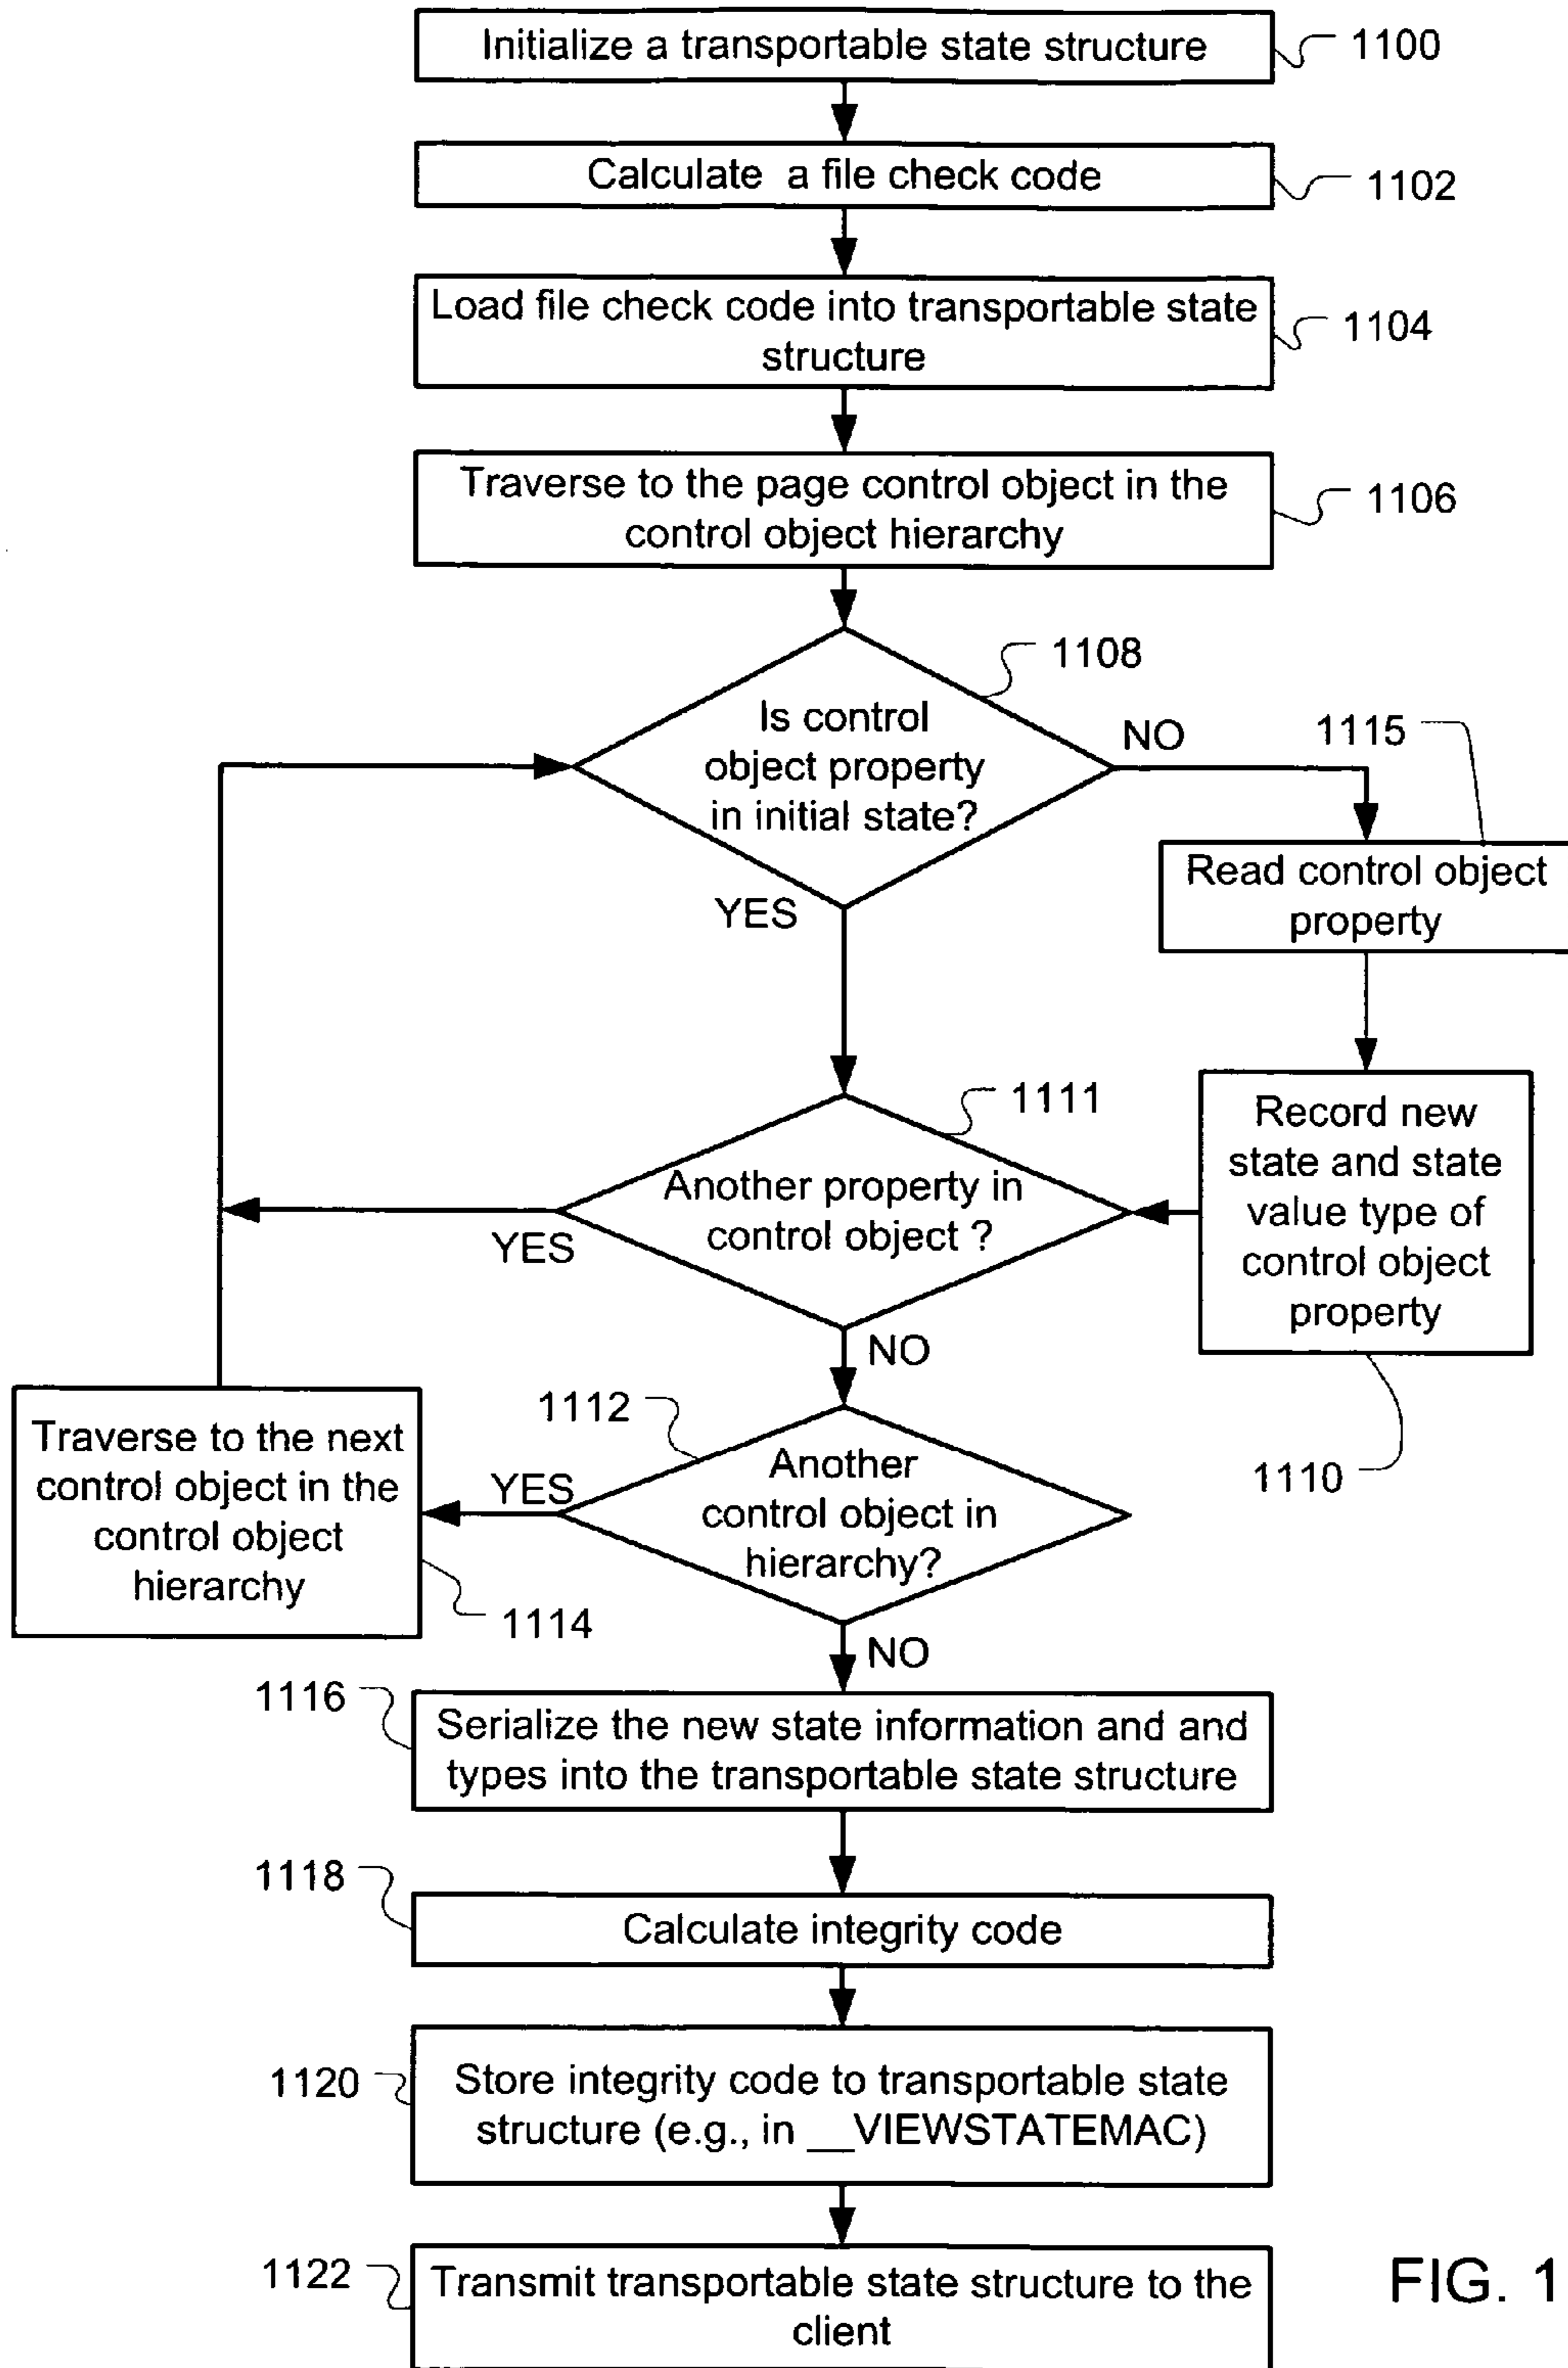 Initialize a transportable state structure
1100
Calculate a file check code
1102
Load file check code into transportable state
structure
1104
Traverse to the page control object in the
control object hierarchy
1106
1108
Is control
object property
in initial state?
NO
YES
1115
Read control object
property
1111
Another property in
control object ?
YES
NO
Record new
state and state
value type of
control object
property
1110
1112
Another
control object in
hierarchy?
YES
NO
Traverse to the next
control object in the
control object
hierarchy
1114
1116
Serialize the new state information and and
types into the transportable state structure
1118
Calculate integrity code
1120
Store integrity code to transportable state
structure (e.g., in __VIEWSTATEMAC)
1122
Transmit transportable state structure to the
client
FIG. 1